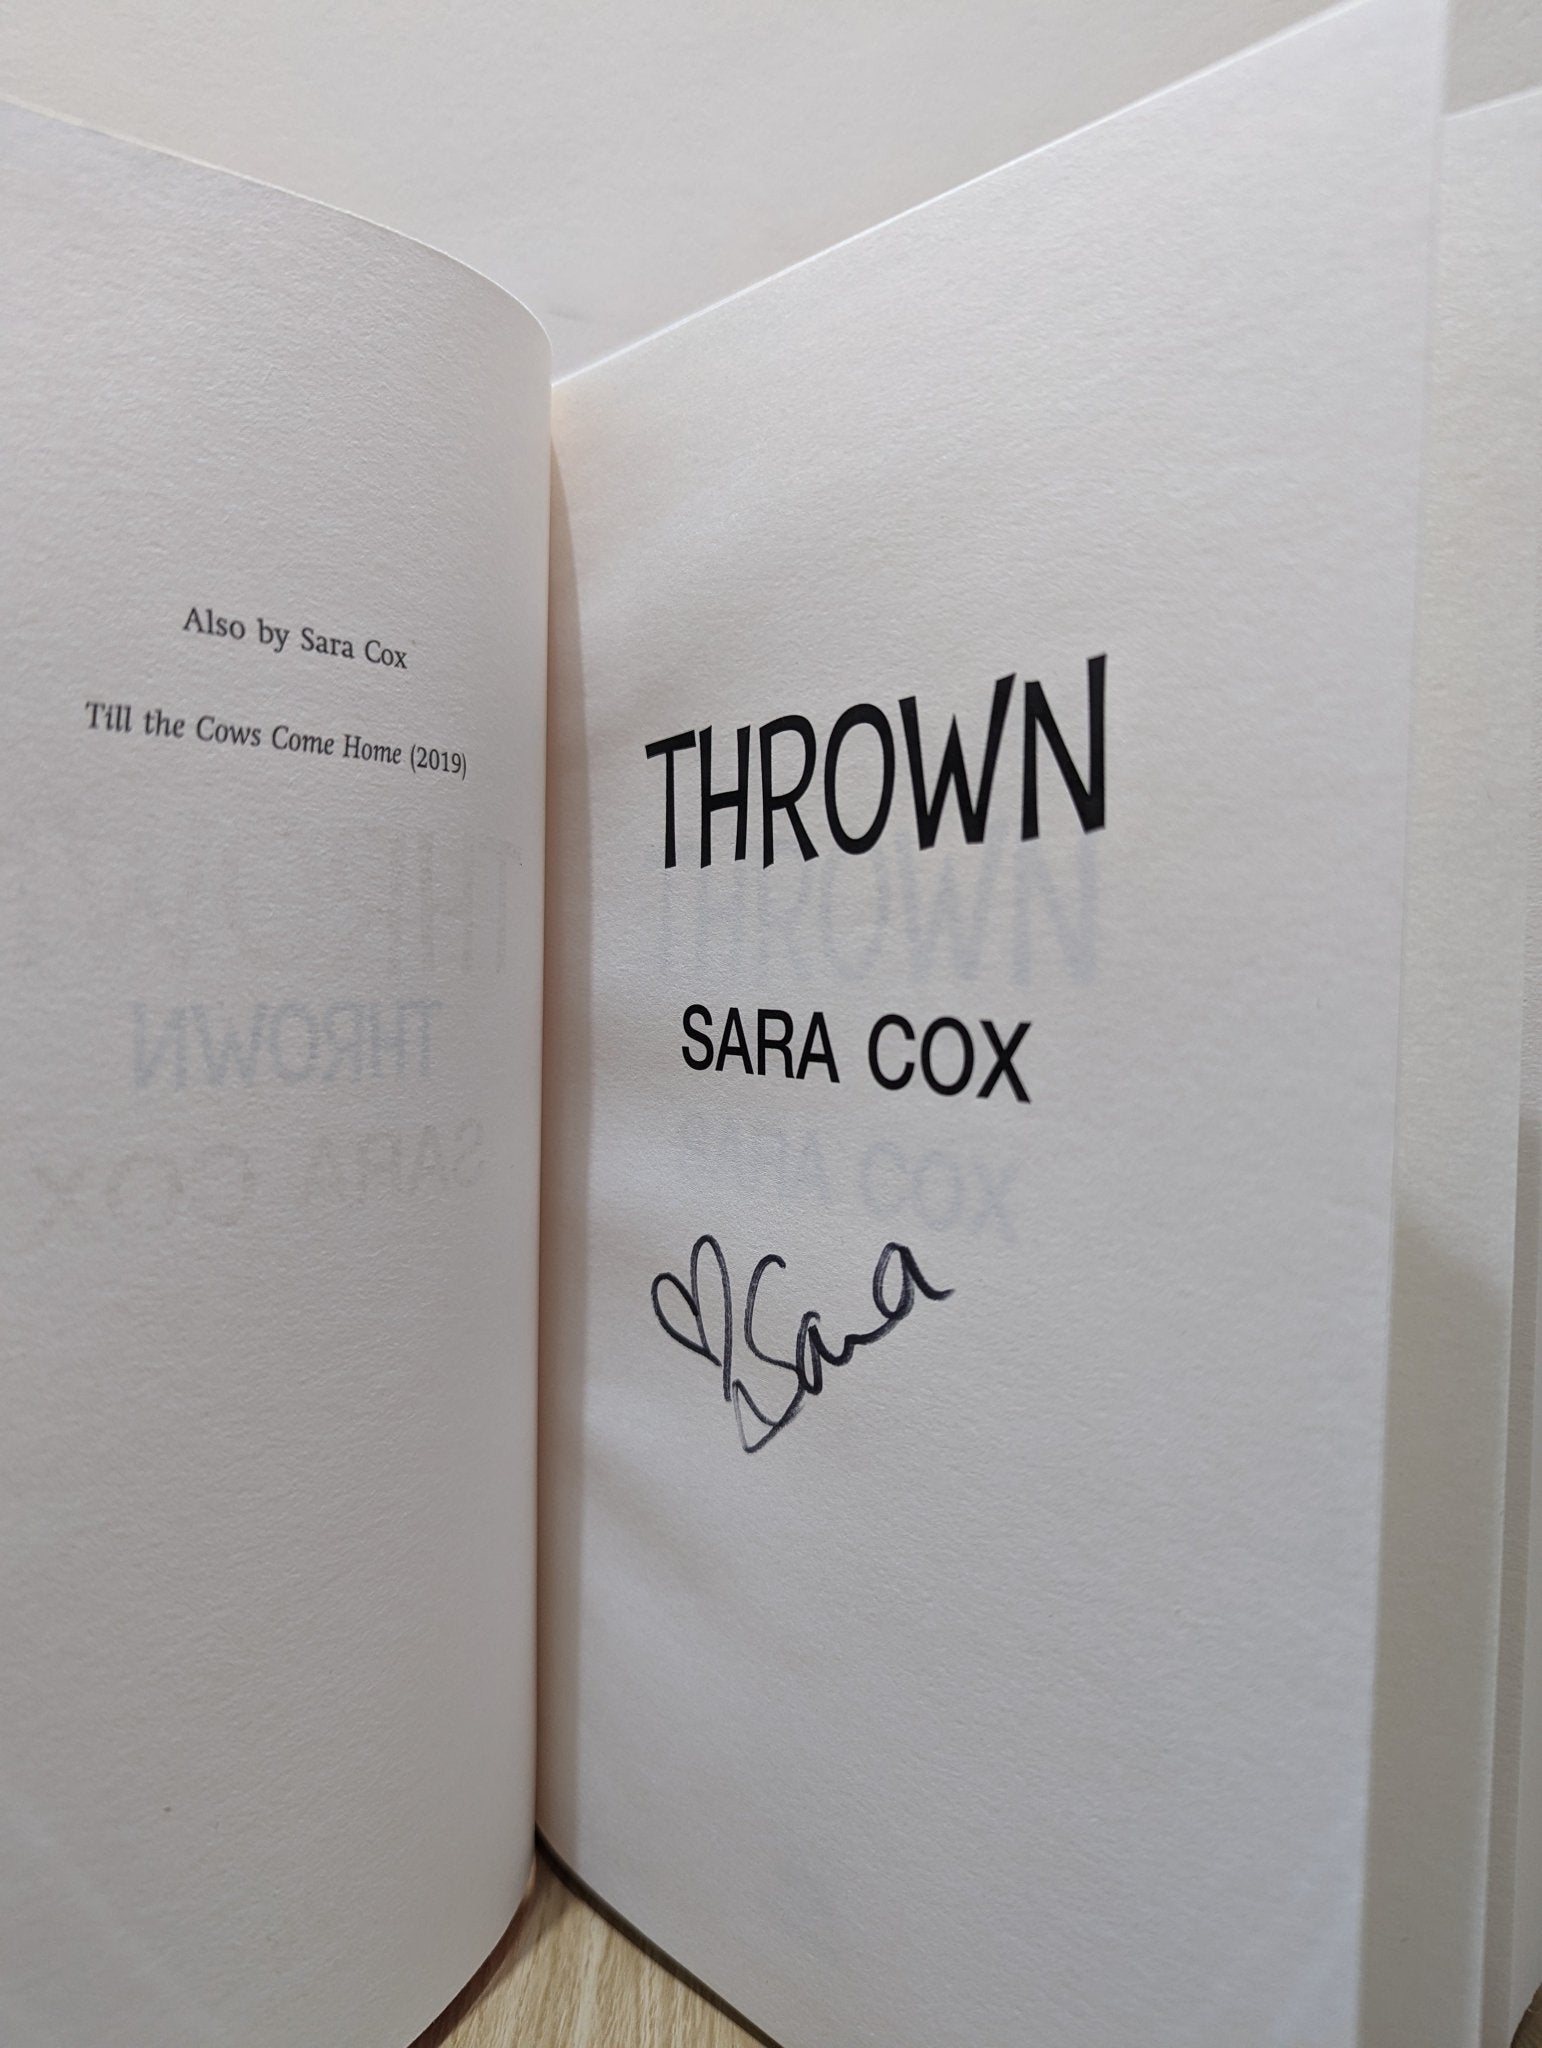 Also by Sara Cox
Till the Cows Come Home (2019)
THROWN
SARA COX
Sara